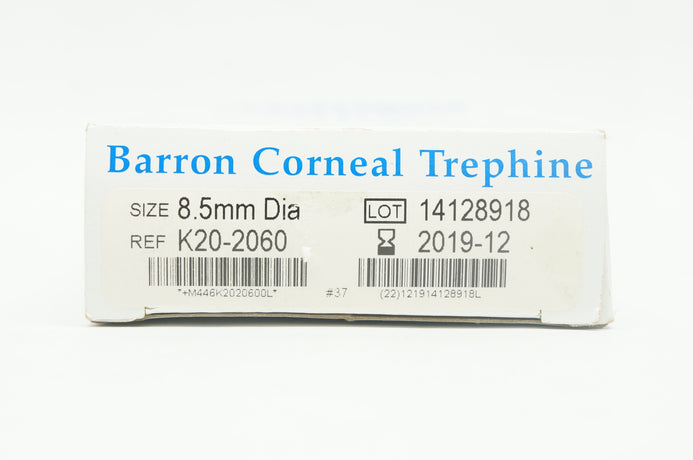 Barron Corneal Trephine
SIZE 8.5mm Dia
REF K20-2060
LOT 14128918
2019-12
*+M446K2020600L*
#37
(22)121914128918L